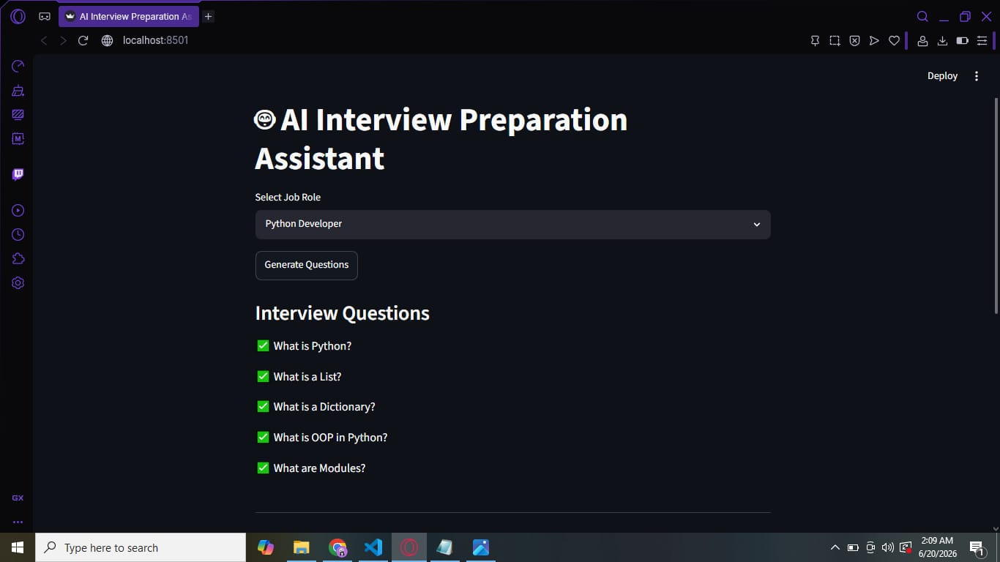 AI Interview Preparation As
localhost:8501
Deploy
AI Interview Preparation
Assistant
Select Job Role
Python Developer
Generate Questions
Interview Questions
What is Python?
What is a List?
What is a Dictionary?
What is OOP in Python?
What are Modules?
M
GX
Type here to search
2:09 AM
6/20/2026
1